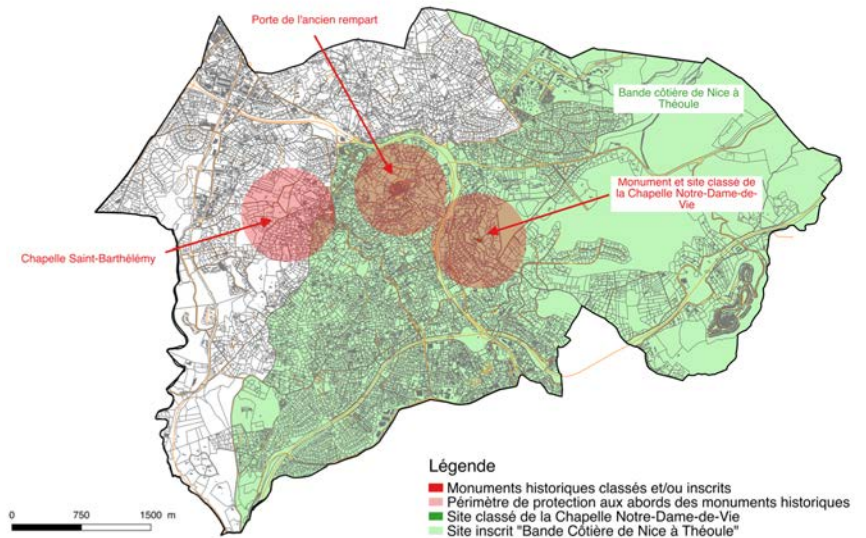 Porte de l'ancien rempart
Bande côtière de Nice à
Théoule
Monument et site classé de
la Chapelle Notre-Dame-de-
Vie
Chapelle Saint-Barthélémy
Légende
Monuments historiques classés et/ou inscrits
Périmètre de protection aux abords des monuments historiques
Site classé de la Chapelle Notre-Dame-de-Vie
Site inscrit "Bande Côtière de Nice à Théoule"
0 750 1500 m